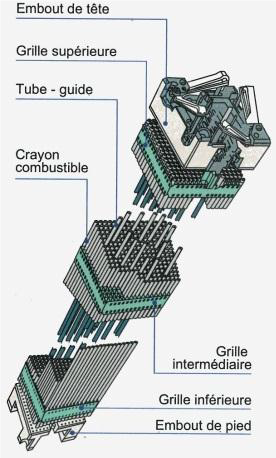 Embout de tête
Grille supérieure
Tube - guide
Crayon
combustible
Grille
intermédiaire
Grille inférieure
Embout de pied